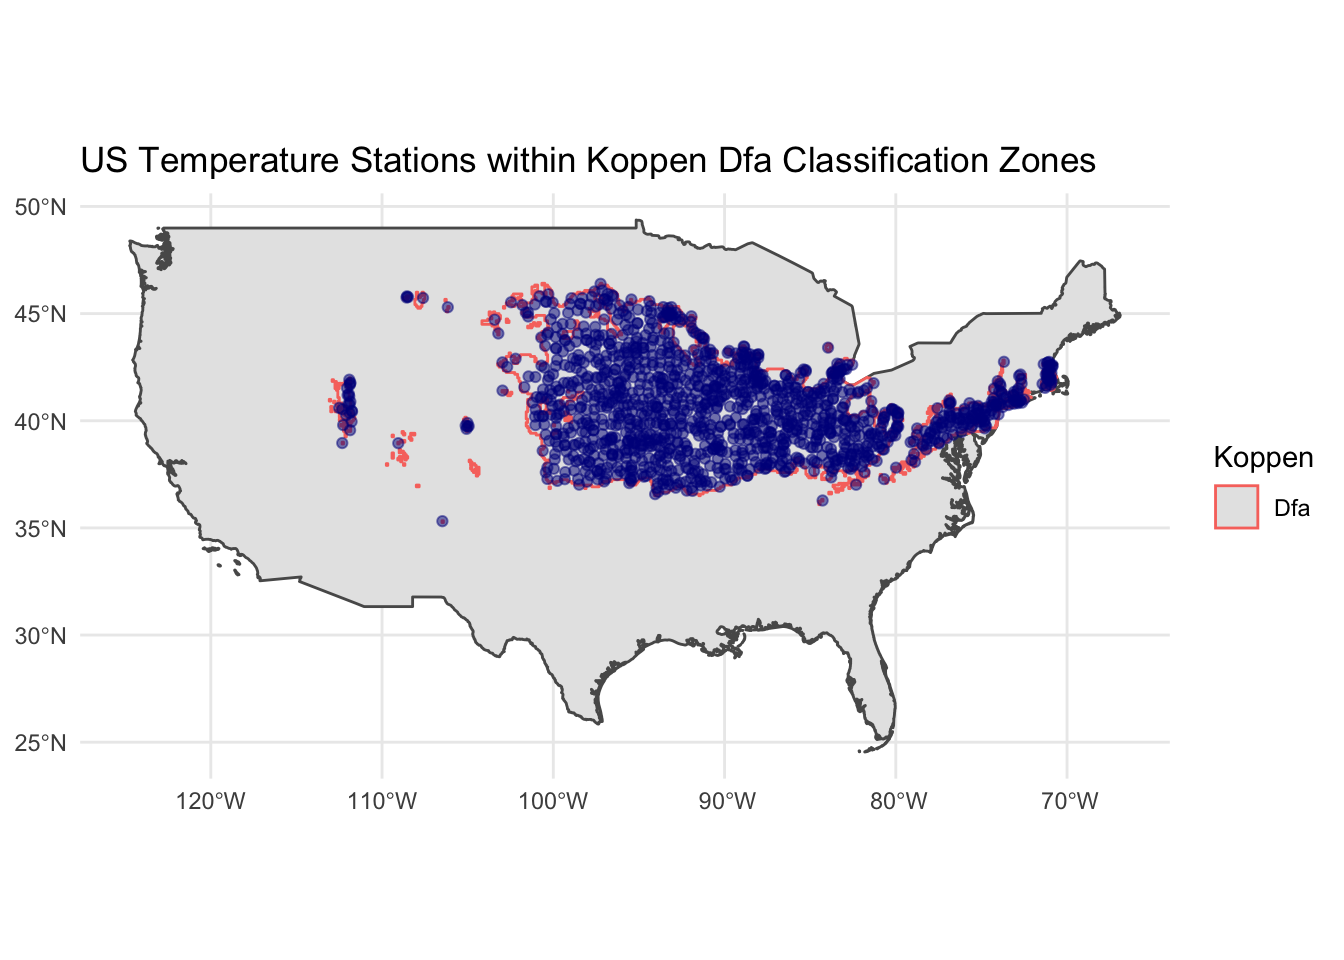 US Temperature Stations within Koppen Dfa Classification Zones
50°N
45°N
40°N
35°N
30°N
25°N
120°W
110°W
100°W
90°W
80°W
70°W
Koppen
Dfa